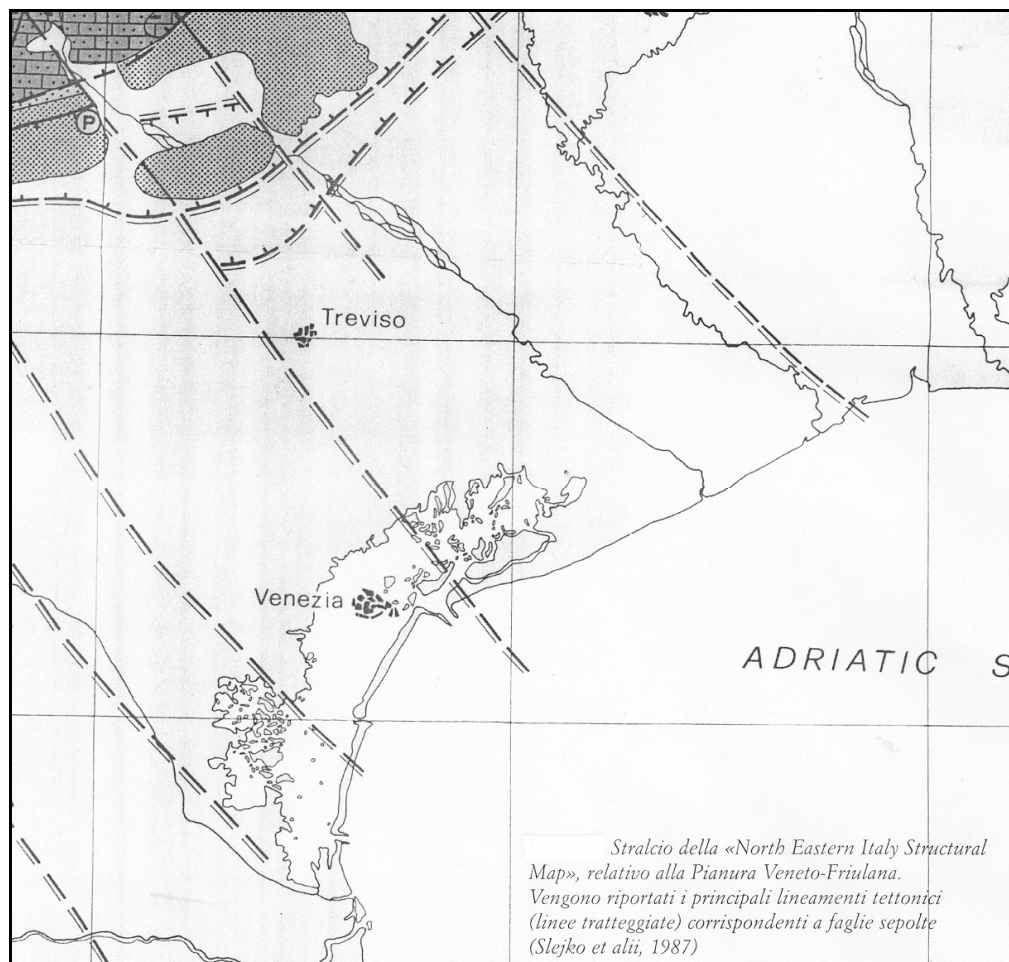 P
Treviso
Venezia
ADRIATIC S
Stralcio della «North Eastern Italy Structural
Map», relativo alla Pianura Veneto-Friulana.
Vengono riportati i principali lineamenti tettonici
(linee tratteggiate) corrispondenti a faglie sepolte
(Slejko et alii, 1987)